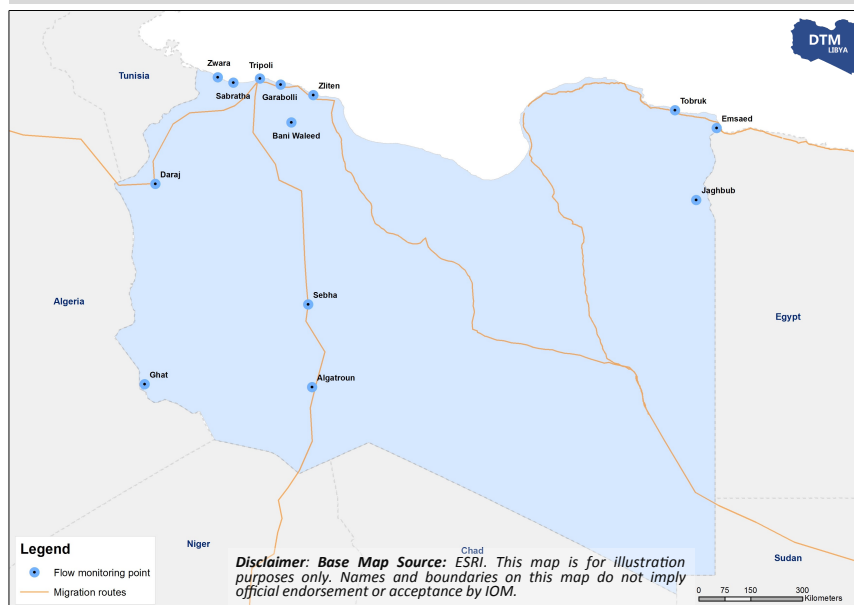 DTM
LIBYA
Zwara
Tripoli
Tunisia
Sabratha
Garabolli
Zliten
Tobruk
Emsaed
Bani Waleed
Daraj
Jaghbub
Algeria
Sebha
Egypt
Ghat
Algatroun
Niger
Chad
Sudan
Legend
Flow monitoring point
Migration routes
Disclaimer: Base Map Source: ESRI. This map is for illustration
purposes only. Names and boundaries on this map do not imply
official endorsement or acceptance by IOM.
0 75 150 300
Kilometers